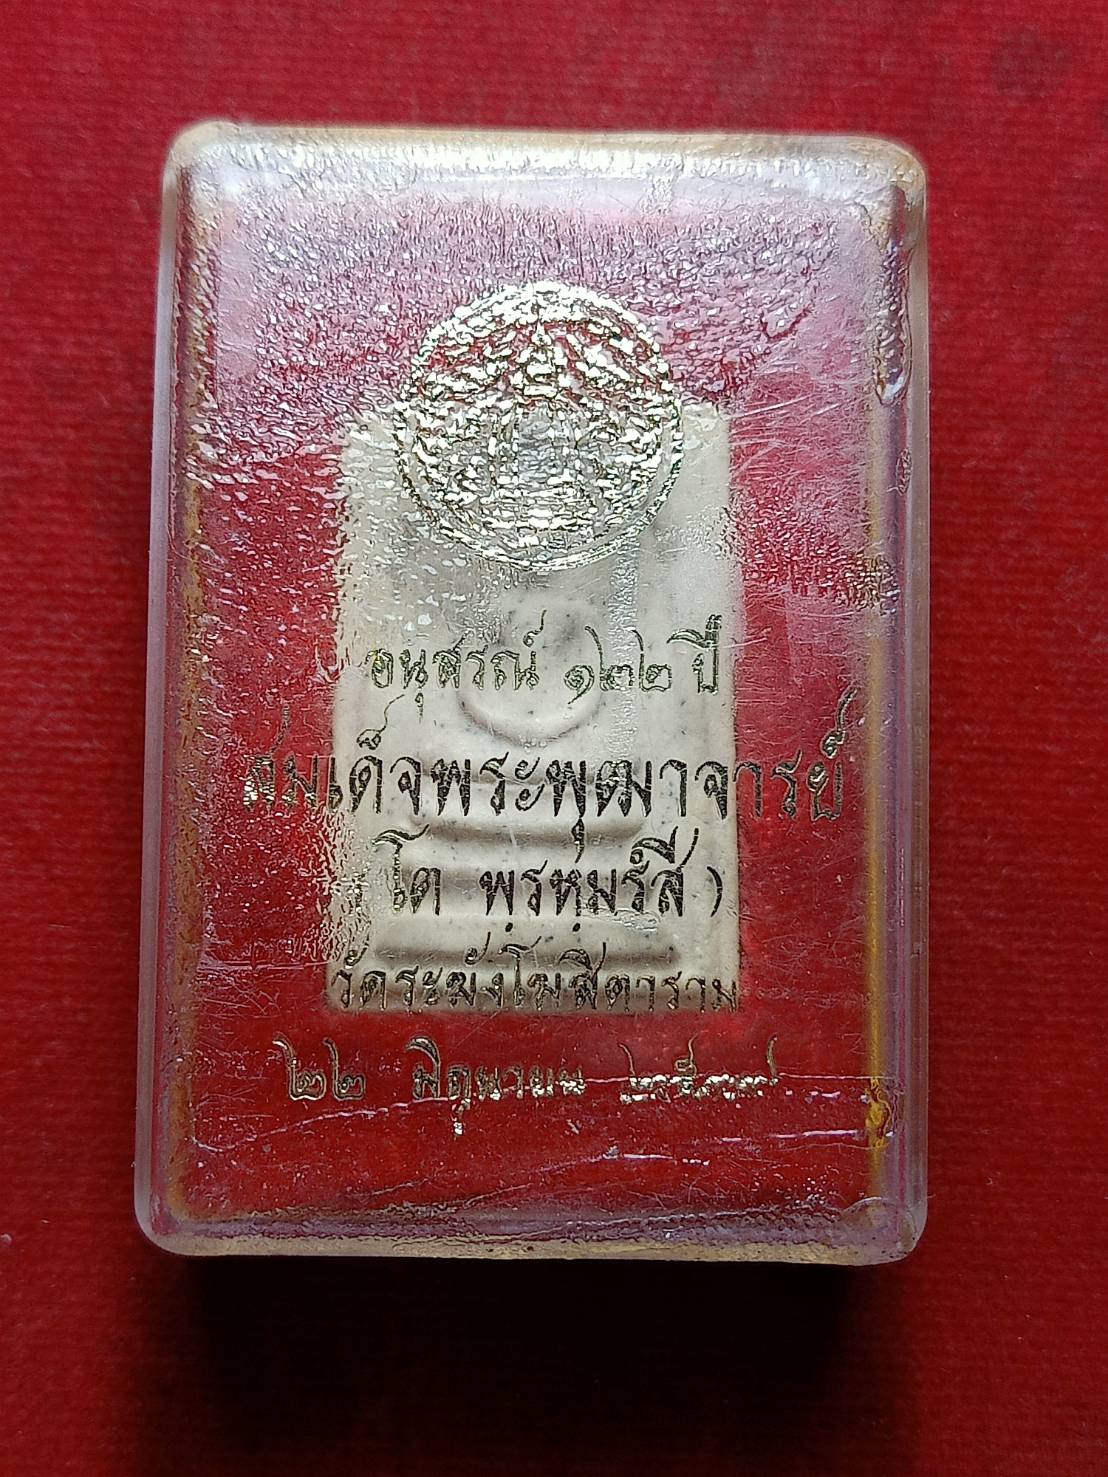 อนุสรณ์ ๑๒๒ ปี
สมเด็จพระพุฒาจารย์
( โต พฺรหฺมรํสี )
วัดระฆังโฆสิตาราม
๒๒ มิถุนายน ๒๕๓๗